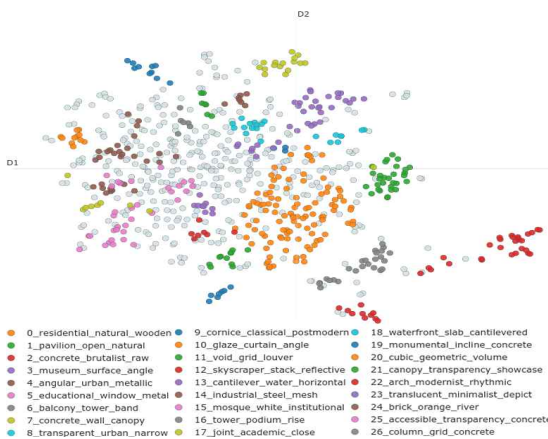 D2
D1
0_residential_natural_wooden 9_cornice_classical_postmodern 18_waterfront_slab_cantilevered
1_pavilion_open_natural 10_glaze_curtain_angle 19_monumental_incline_concrete
2_concrete_brutalist_raw 11_void_grid_louver 20_cubic_geometric_volume
3_museum_surface_angle 12_skyscraper_stack_reflective 21_canopy_transparency_showcase
4_angular_urban_metallic 13_cantilever_water_horizontal 22_arch_modernist_rhythmic
5_educational_window_metal 14_industrial_steel_mesh 23_translucent_minimalist_depict
6_balcony_tower_band 15_mosque_white_institutional 24_brick_orange_river
7_concrete_wall_canopy 16_tower_podium_rise 25_accessible_transparency_concrete
8_transparent_urban_narrow 17_joint_academic_close 26_column_grid_concrete